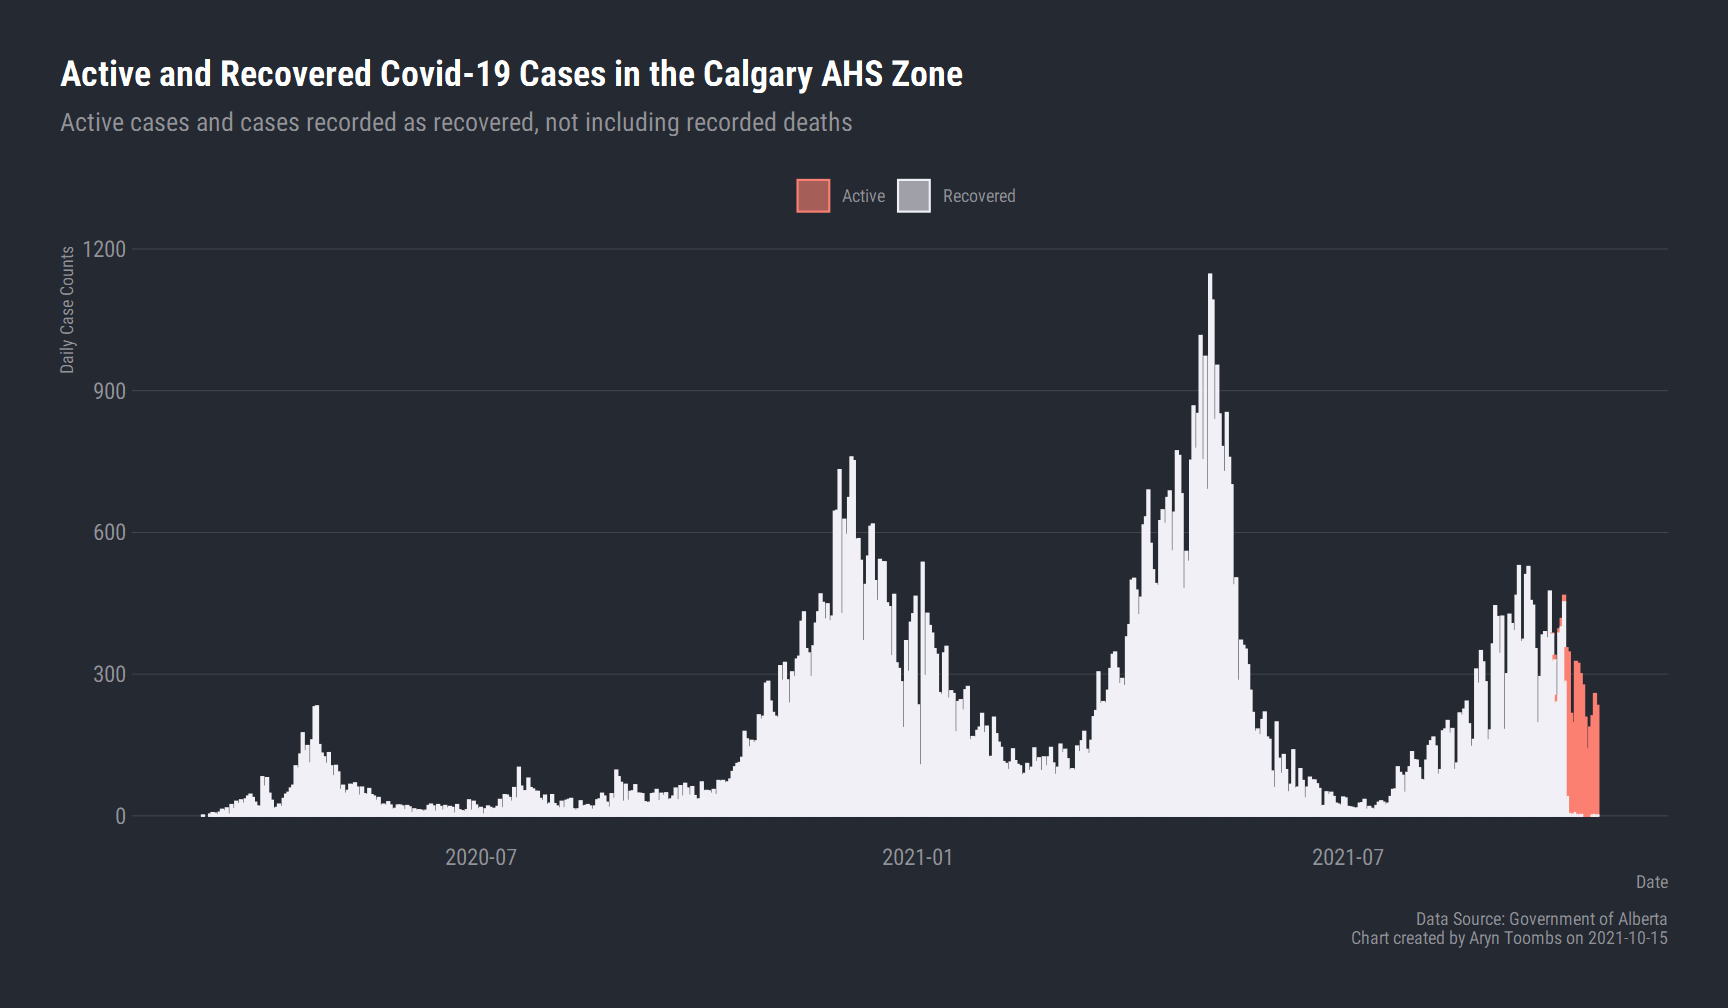 Active and Recovered Covid-19 Cases in the Calgary AHS Zone
Active cases and cases recorded as recovered, not including recorded deaths
Active
Recovered
Daily Case Counts
1200
900
600
300
0
2020-07
2021-01
2021-07
Date
Data Source: Government of Alberta
Chart created by Aryn Toombs on 2021-10-15